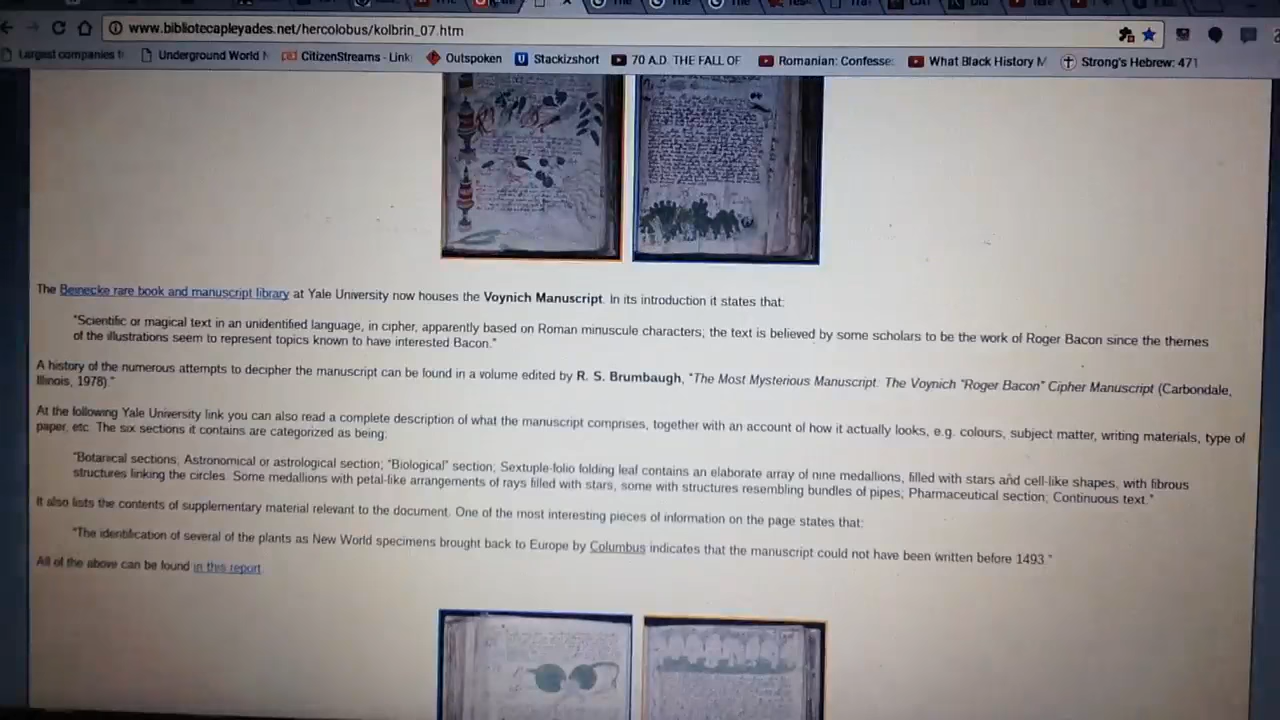 www.bibliotecapleyades.net/hercolobus/kolbrin_07.htm
Largest companies Underground World CitizenStreams - Link Outspoken Stackizshort 70 A.D. THE FALL OF Romanian: Confesse What Black History M Strong's Hebrew: 471
The Beinecke rare book and manuscript library at Yale University now houses the Voynich Manuscript. In its introduction it states that:
"Scientific or magical text in an unidentified language, in cipher, apparently based on Roman minuscule characters; the text is believed by some scholars to be the work of Roger Bacon since the themes
of the illustrations seem to represent topics known to have interested Bacon."
A history of the numerous attempts to decipher the manuscript can be found in a volume edited by R. S. Brumbaugh, "The Most Mysterious Manuscript: The Voynich "Roger Bacon" Cipher Manuscript (Carbondale,
Illinois, 1978)."
At the following Yale University link you can also read a complete description of what the manuscript comprises, together with an account of how it actually looks, e.g. colours, subject matter, writing materials, type of
paper, etc. The six sections it contains are categorized as being:
"Botanical sections; Astronomical or astrological section; "Biological" section; Sextuple-folio folding leaf contains an elaborate array of nine medallions, filled with stars and cell-like shapes, with fibrous
structures linking the circles. Some medallions with petal-like arrangements of rays filled with stars, some with structures resembling bundles of pipes; Pharmaceutical section; Continuous text."
It also lists the contents of supplementary material relevant to the document. One of the most interesting pieces of information on the page states that:
"The identification of several of the plants as New World specimens brought back to Europe by Columbus indicates that the manuscript could not have been written before 1493."
All of the above can be found in this report